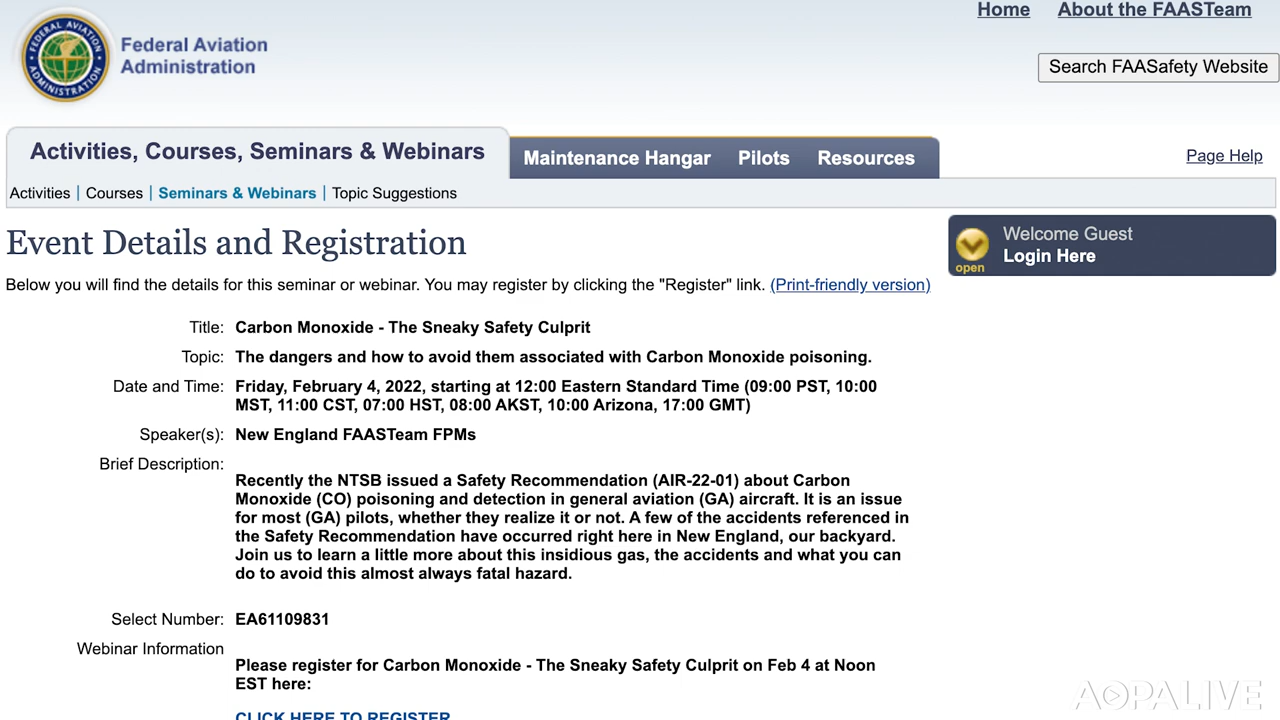 Home About the FAASTeam
FEDERAL AVIATION ADMINISTRATION
Federal Aviation
Administration
Search FAASafety Website
Activities, Courses, Seminars & Webinars Maintenance Hangar Pilots Resources
Page Help
Activities | Courses | Seminars & Webinars | Topic Suggestions
Event Details and Registration
Welcome Guest
Login Here
open
Below you will find the details for this seminar or webinar. You may register by clicking the "Register" link. (Print-friendly version)
Title: Carbon Monoxide - The Sneaky Safety Culprit
Topic: The dangers and how to avoid them associated with Carbon Monoxide poisoning.
Date and Time: Friday, February 4, 2022, starting at 12:00 Eastern Standard Time (09:00 PST, 10:00
MST, 11:00 CST, 07:00 HST, 08:00 AKST, 10:00 Arizona, 17:00 GMT)
Speaker(s): New England FAASTeam FPMs
Brief Description:
Recently the NTSB issued a Safety Recommendation (AIR-22-01) about Carbon
Monoxide (CO) poisoning and detection in general aviation (GA) aircraft. It is an issue
for most (GA) pilots, whether they realize it or not. A few of the accidents referenced in
the Safety Recommendation have occurred right here in New England, our backyard.
Join us to learn a little more about this insidious gas, the accidents and what you can
do to avoid this almost always fatal hazard.
Select Number: EA61109831
Webinar Information
Please register for Carbon Monoxide - The Sneaky Safety Culprit on Feb 4 at Noon
EST here:
CLICK HERE TO REGISTER
AOPALIVE